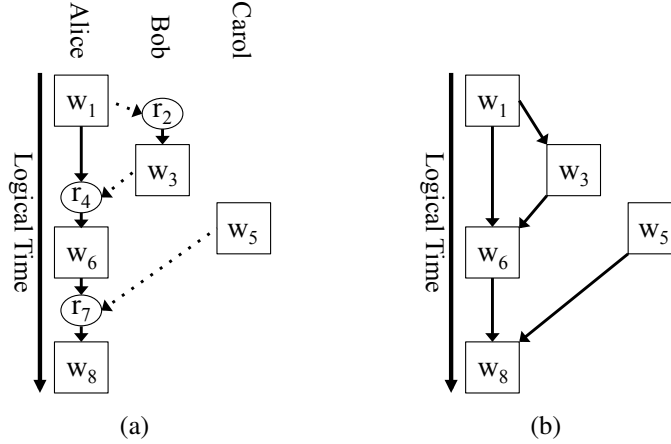 Alice Bob Carol
Logical Time
w1
r2
w3
r4
w5
w6
r7
w8
(a)
Logical Time
w1
w3
w5
w6
w8
(b)